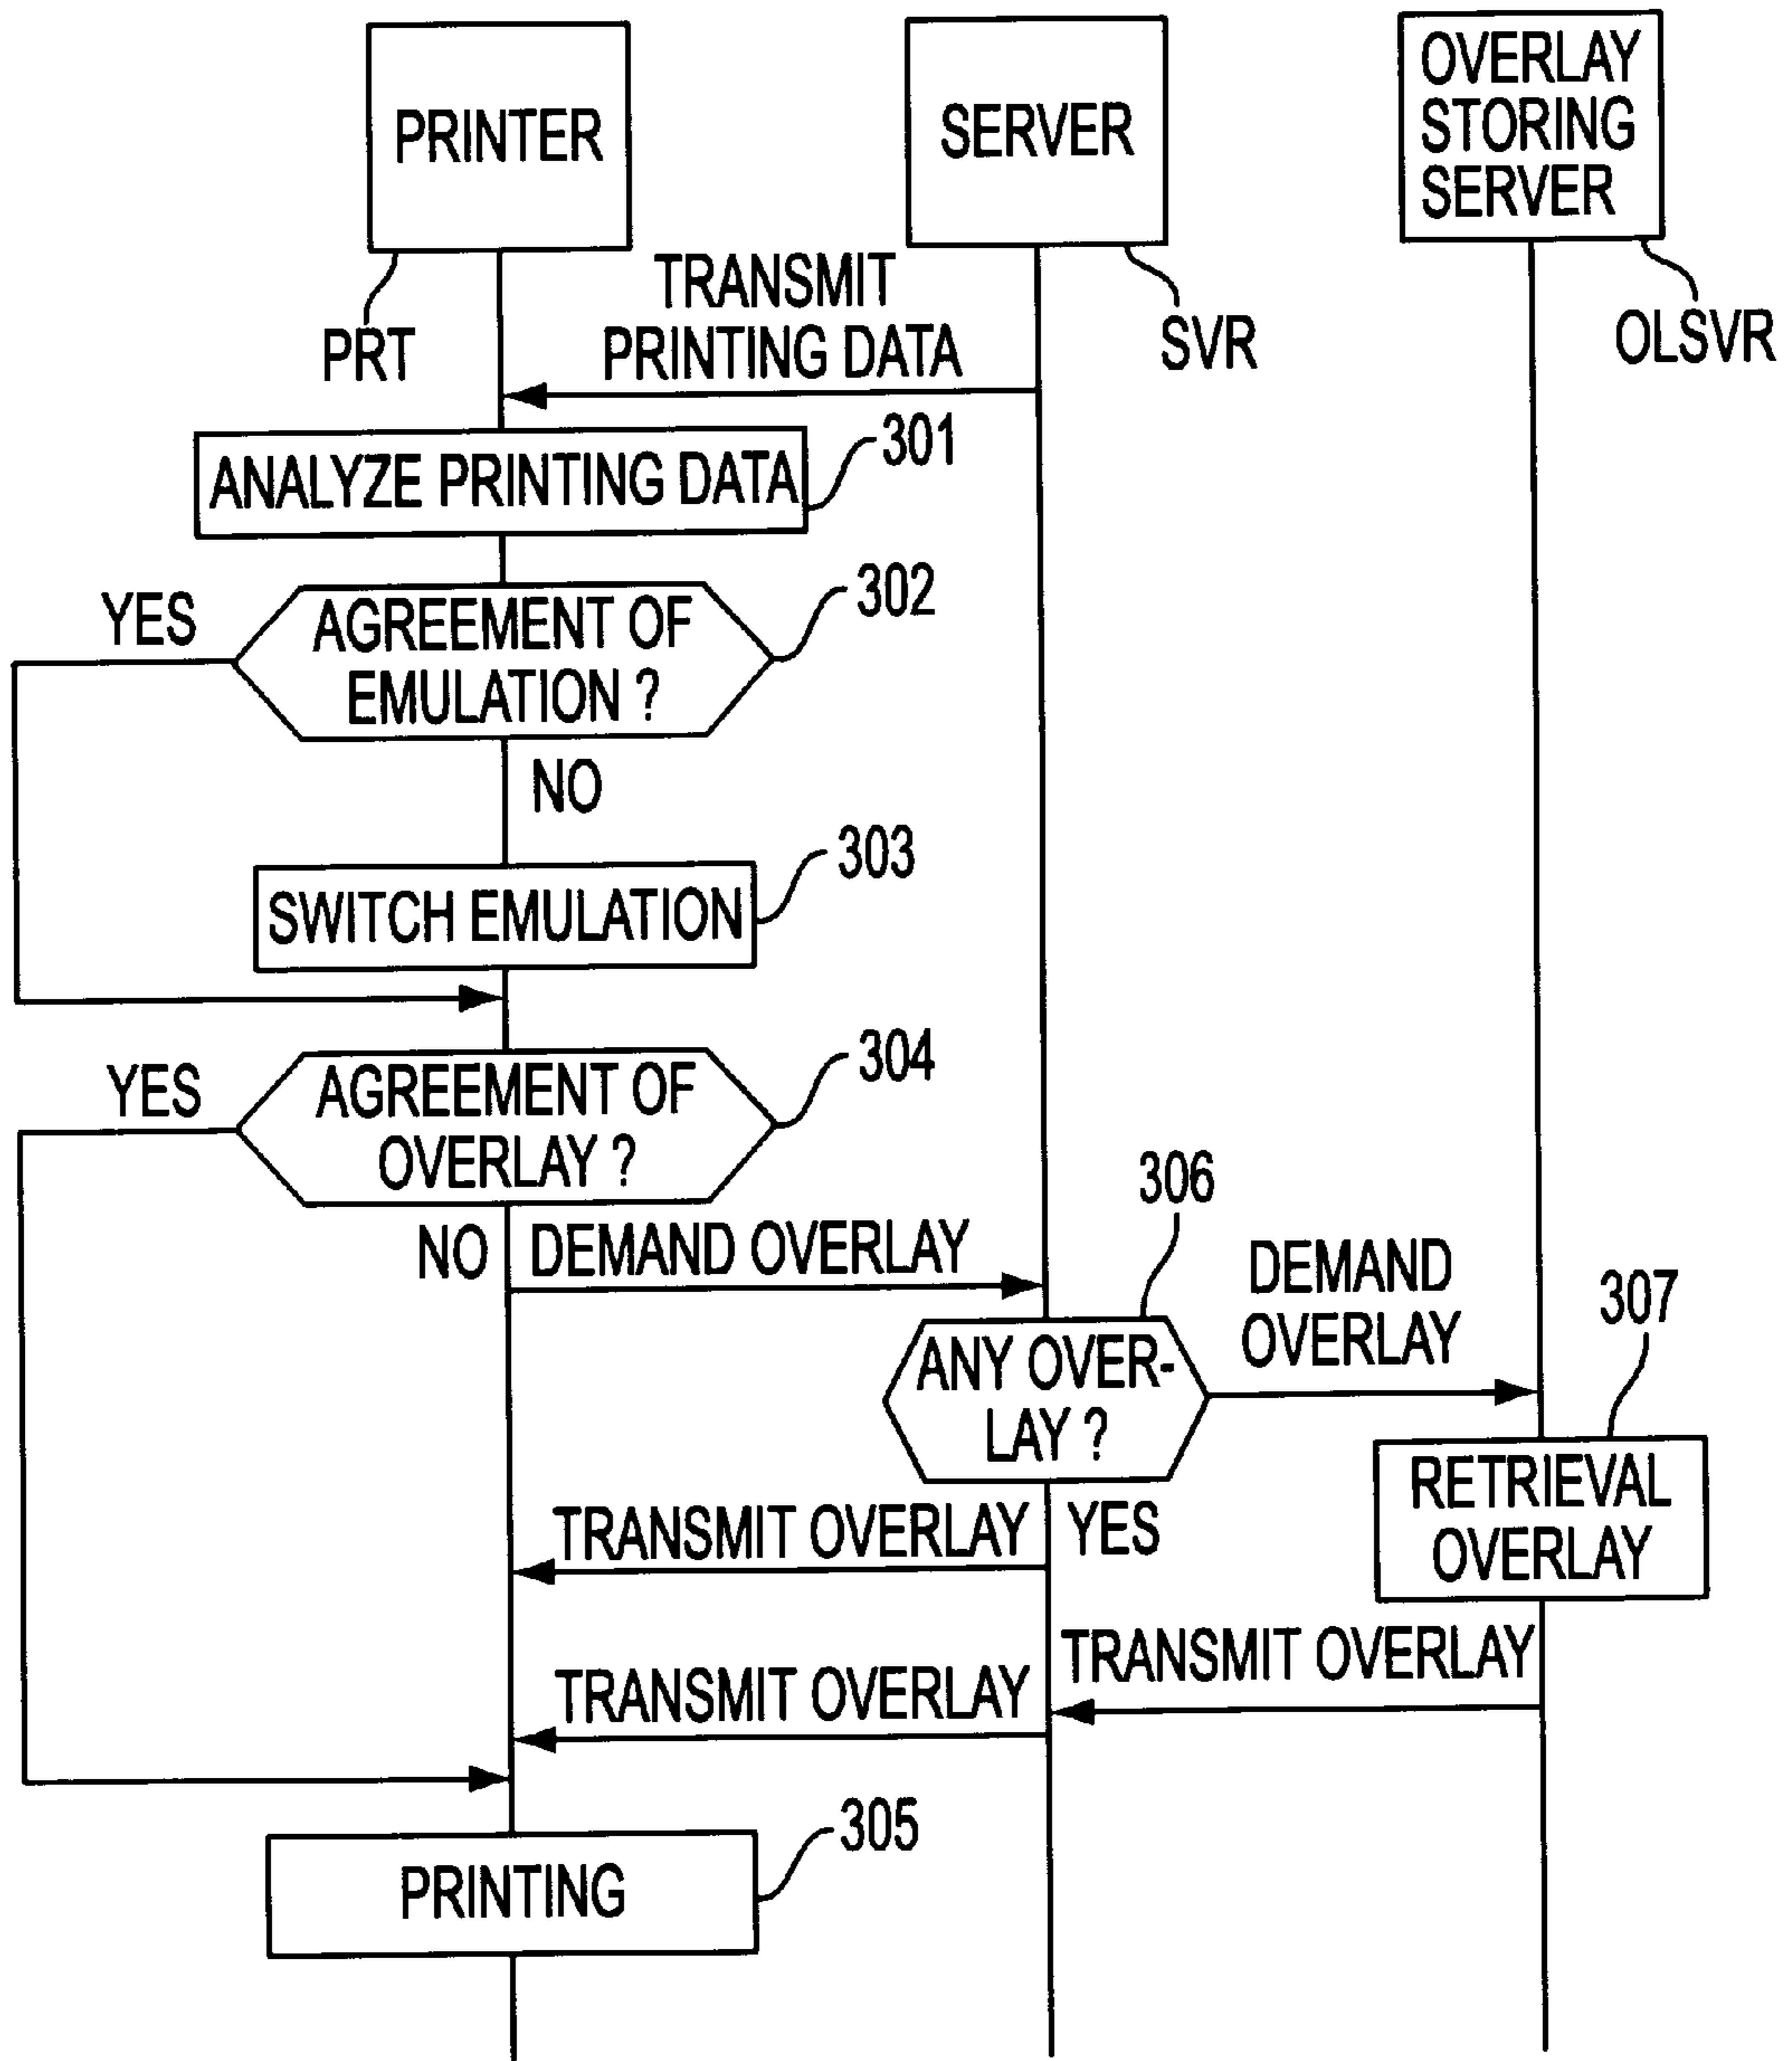 PRINTER
SERVER
OVERLAY
STORING
SERVER
PRT
TRANSMIT
PRINTING DATA
SVR
OLSVR
ANALYZE PRINTING DATA
301
YES
AGREEMENT OF
EMULATION ?
302
NO
SWITCH EMULATION
303
YES
AGREEMENT OF
OVERLAY ?
304
NO
DEMAND OVERLAY
306
ANY OVER-
LAY ?
DEMAND
OVERLAY
307
RETRIEVAL
OVERLAY
TRANSMIT OVERLAY
YES
TRANSMIT OVERLAY
TRANSMIT OVERLAY
PRINTING
305